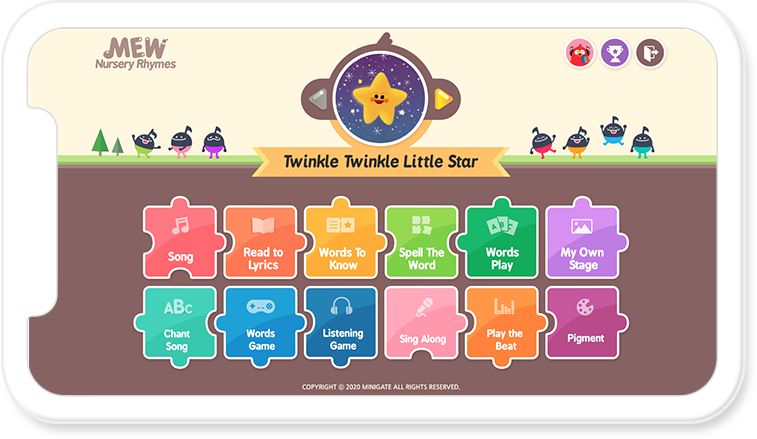 MEW
Nursery Rhymes
Twinkle Twinkle Little Star
Song
Read to
Lyrics
Words To
Know
Spell The
Word
Words
Play
My Own
Stage
ABC
Chant
Song
Words
Game
Listening
Game
Sing Along
Play the
Beat
Pigment
COPYRIGHT ⓒ 2020 MINIGATE ALL RIGHTS RESERVED.